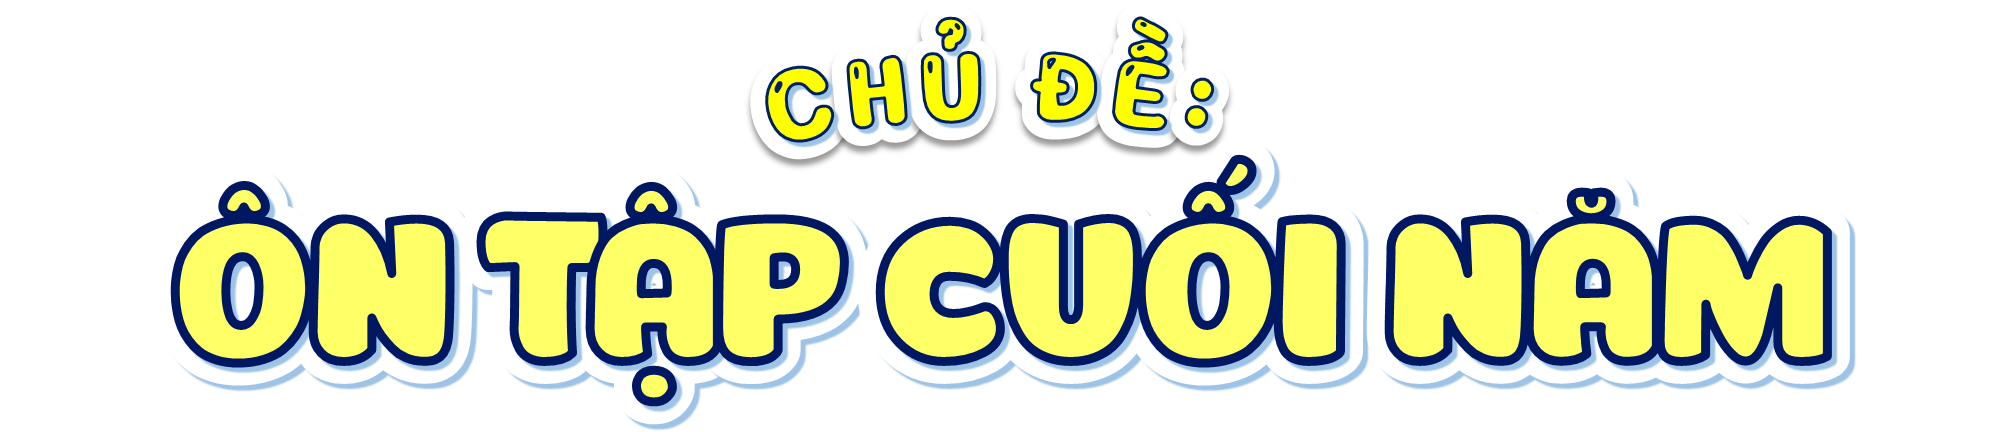 CHỦ ĐỀ:
ÔN TẬP CUỐI NĂM